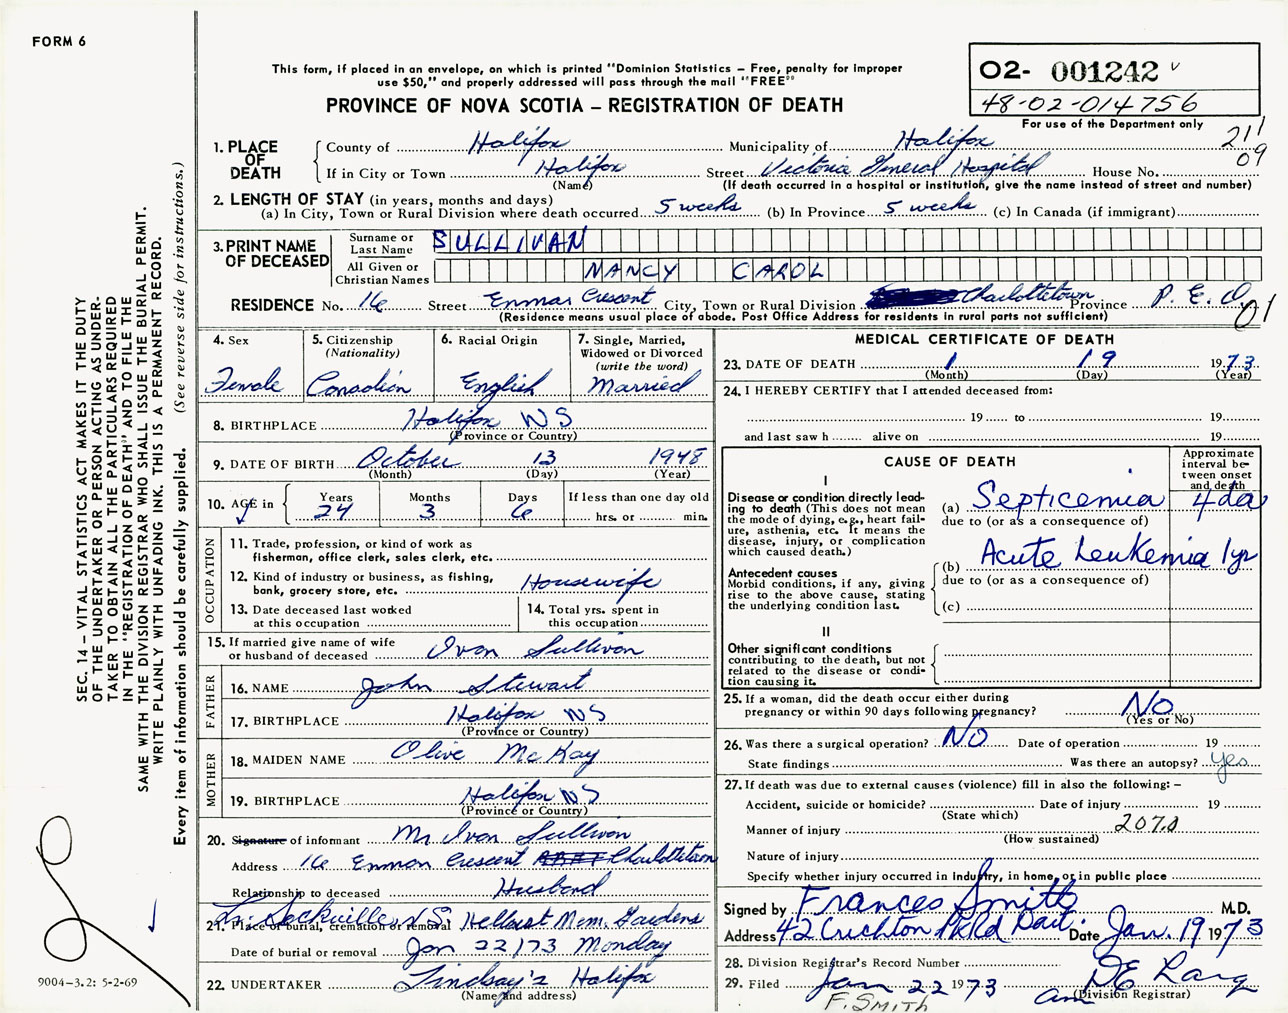 FORM 6
This form, if placed in an envelope, on which is printed "Dominion Statistics – Free, penalty for improper
use $50," and properly addressed will pass through the mail "FREE"
PROVINCE OF NOVA SCOTIA – REGISTRATION OF DEATH
02- 001242 v
48-02-014756
For use of the Department only
211
09
1. PLACE OF DEATH
County of Halifax Municipality of Halifax
If in City or Town Halifax Street Victoria General Hospital House No.
(Name) (If death occurred in a hospital or institution, give the name instead of street and number)
2. LENGTH OF STAY (in years, months and days)
(a) In City, Town or Rural Division where death occurred 5 weeks (b) In Province 5 weeks (c) In Canada (if immigrant)
3. PRINT NAME OF DECEASED
Surname or Last Name SULLIVAN
All Given or Christian Names NANCY CAROL
RESIDENCE No. 16 Street Enman Crescent City, Town or Rural Division Charlottetown Province P.E.I.
01
(Residence means usual place of abode. Post Office Address for residents in rural parts not sufficient)
4. Sex Female
5. Citizenship (Nationality) Canadian
6. Racial Origin English
7. Single, Married, Widowed or Divorced (write the word) Married
8. BIRTHPLACE Halifax NS
(Province or Country)
9. DATE OF BIRTH October 13 1948
(Month) (Day) (Year)
10. AGE in Years 24 Months 3 Days 6 If less than one day old
hrs. or min.
OCCUPATION
11. Trade, profession, or kind of work as
fisherman, office clerk, sales clerk, etc.
12. Kind of industry or business, as fishing,
bank, grocery store, etc. Housewife
13. Date deceased last worked
at this occupation
14. Total yrs. spent in
this occupation
15. If married give name of wife
or husband of deceased Ivan Sullivan
FATHER
16. NAME John Stewart
17. BIRTHPLACE Halifax NS
(Province or Country)
MOTHER
18. MAIDEN NAME Olive McKay
19. BIRTHPLACE Halifax NS
(Province or Country)
20. Signature of informant Mr Ivan Sullivan
Address 16 Enman Crescent Charlottetown
Relationship to deceased Husband
21. Place of burial, cremation or removal Lr. Sackville N.S. Mem. Gardens
Date of burial or removal Jan 22/73 Monday
22. UNDERTAKER Lindsay's Halifax
(Name and address)
MEDICAL CERTIFICATE OF DEATH
23. DATE OF DEATH 1 19 1973
(Month) (Day) (Year)
24. I HEREBY CERTIFY that I attended deceased from:
19 to 19
and last saw h alive on 19
CAUSE OF DEATH
Approximate interval between onset and death
I
Disease or condition directly leading to death (This does not
mean the mode of dying, e.g., heart failure, asthenia, etc. It means the
disease, injury, or complication
which caused death.)
(a) Septicemia 4 da
due to (or as a consequence of)
Antecedent causes
Morbid conditions, if any, giving
rise to the above cause, stating
the underlying condition last.
(b) Acute Leukemia 1 yr
due to (or as a consequence of)
(c)
II
Other significant conditions
contributing to the death, but not
related to the disease or condition causing it.
25. If a woman, did the death occur either during
pregnancy or within 90 days following pregnancy? No
(Yes or No)
26. Was there a surgical operation? No Date of operation 19
State findings Was there an autopsy? yes
27. If death was due to external causes (violence) fill in also the following: –
Accident, suicide or homicide? Date of injury 19
(State which)
Manner of injury 207.0
(How sustained)
Nature of injury
Specify whether injury occurred in industry, in home, or in public place
Signed by Frances Smith M.D.
Address 42 Crichton Pk Rd Dart. Date Jan. 19 1973
28. Division Registrar's Record Number
29. Filed Jan 22 1973
(Division Registrar)
F. SMITH
SEC. 14 – VITAL STATISTICS ACT MAKES IT THE DUTY
OF THE UNDERTAKER OR PERSON ACTING AS UNDER-
TAKER TO OBTAIN ALL THE PARTICULARS REQUIRED
IN THE "REGISTRATION OF DEATH" AND TO FILE THE
SAME WITH THE DIVISION REGISTRAR WHO SHALL ISSUE THE BURIAL PERMIT.
WRITE PLAINLY WITH UNFADING INK. THIS IS A PERMANENT RECORD.
Every item of information should be carefully supplied. (See reverse side for instructions.)
9004-3.2: 5-2-69